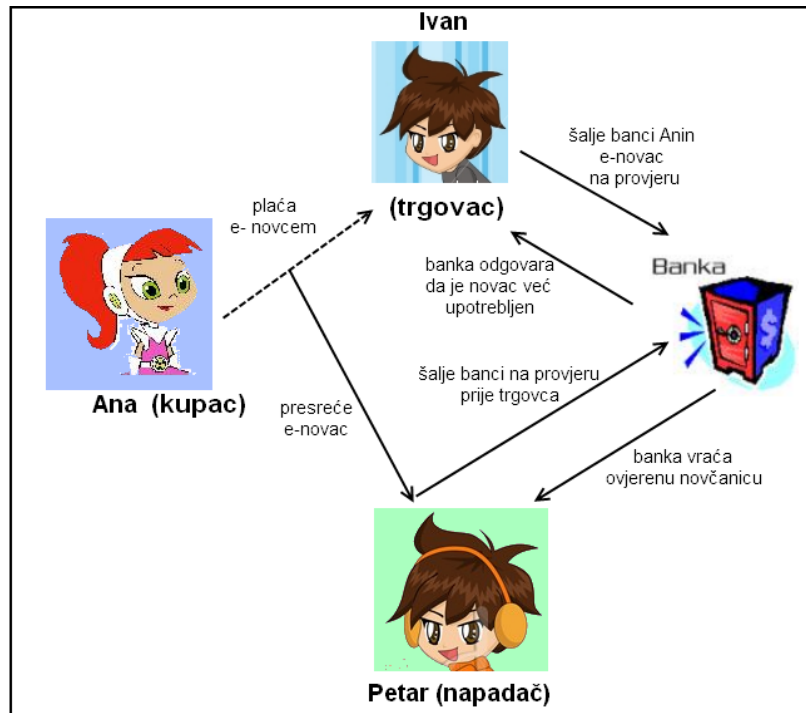 Ivan
(trgovac)
plaća
e- novcem
šalje banci Anin
e-novac
na provjeru
Banka
banka odgovara
da je novac već
upotrebljen
Ana (kupac)
presreće
e-novac
šalje banci na provjeru
prije trgovca
banka vraća
ovjerenu novčanicu
Petar (napadač)
$